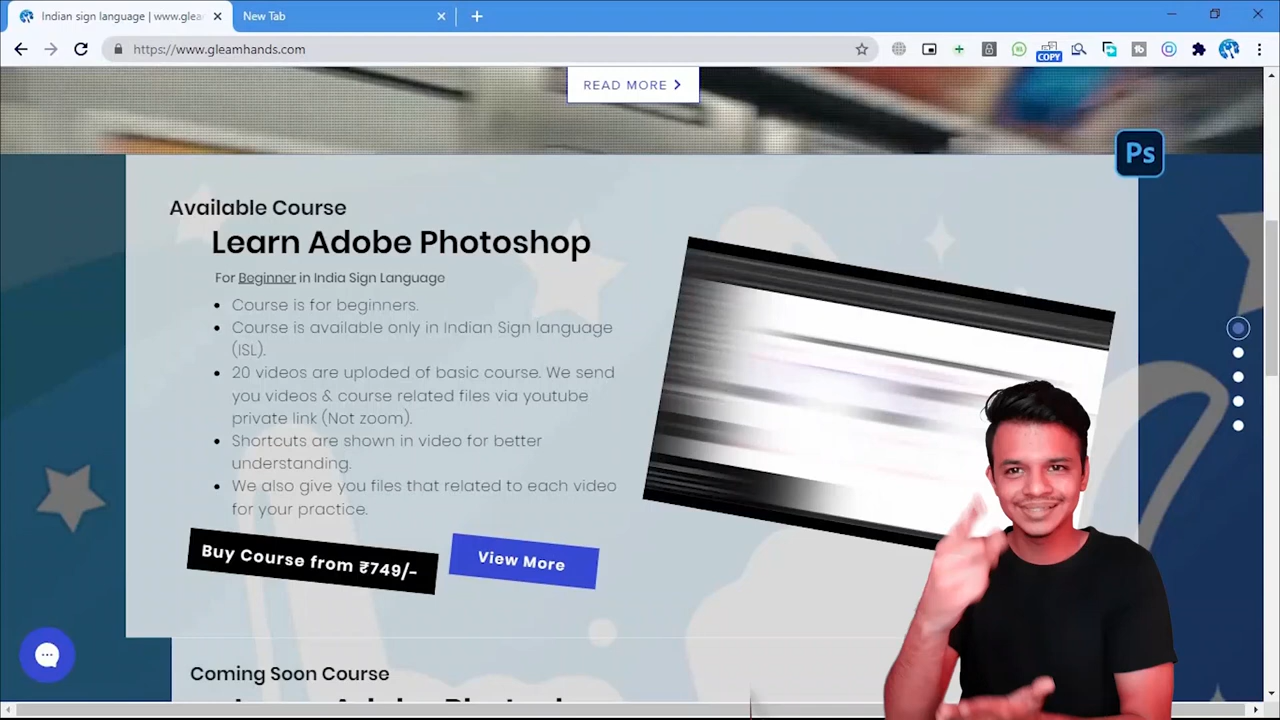 Indian sign language | www.glea
New Tab
https://www.gleamhands.com
COPY
READ MORE
Ps
Available Course
Learn Adobe Photoshop
For Beginner in India Sign Language
Course is for beginners.
Course is available only in Indian Sign language
(ISL).
20 videos are uploded of basic course. We send
you videos & course related files via youtube
private link (Not zoom).
Shortcuts are shown in video for better
understanding.
We also give you files that related to each video
for your practice.
Buy Course from ₹749/-
View More
Coming Soon Course